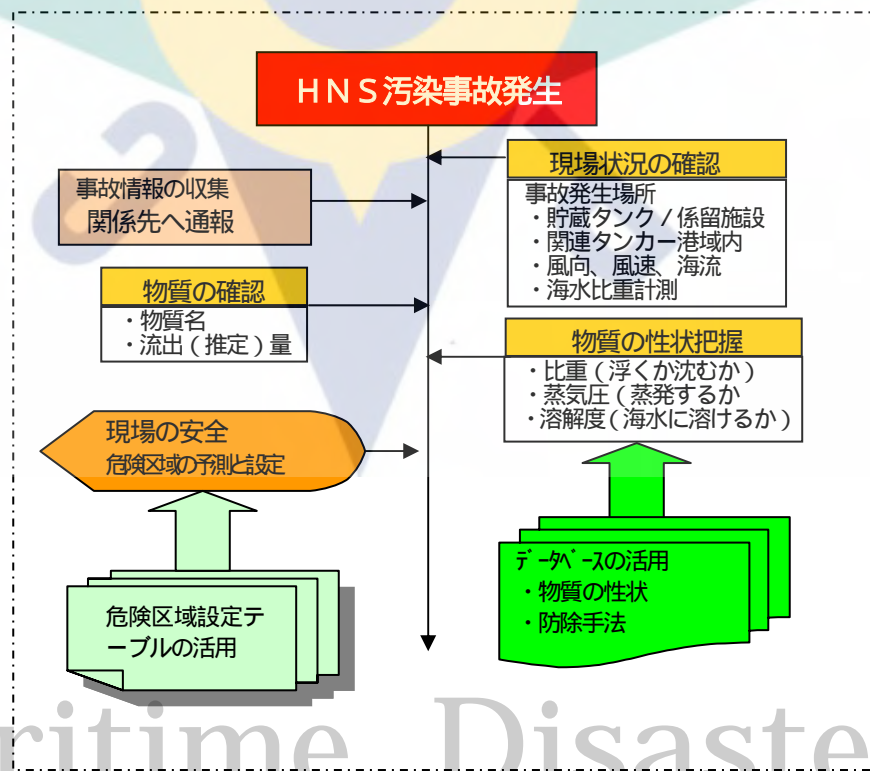 HNS汚染事故発生
現場状況の確認
事故発生場所
・貯蔵タンク/係留施設
・関連タンカー港域内
・風向、風速、海流
・海水比重計測
事故情報の収集
関係先へ通報
物質の確認
・物質名
・流出(推定)量
物質の性状把握
・比重(浮くか沈むか)
・蒸気圧(蒸発するか
・溶解度(海水に溶けるか)
現場の安全
危険区域の予測と設定
データベースの活用
・物質の性状
・防除手法
危険区域設定テ
ーブルの活用
ritime Disaste